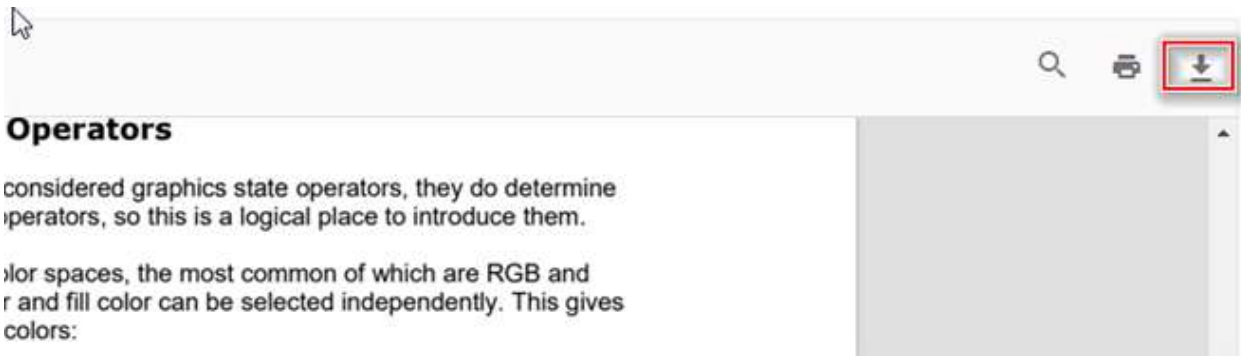 Operators
considered graphics state operators, they do determine
operators, so this is a logical place to introduce them.
lor spaces, the most common of which are RGB and
r and fill color can be selected independently. This gives
colors: